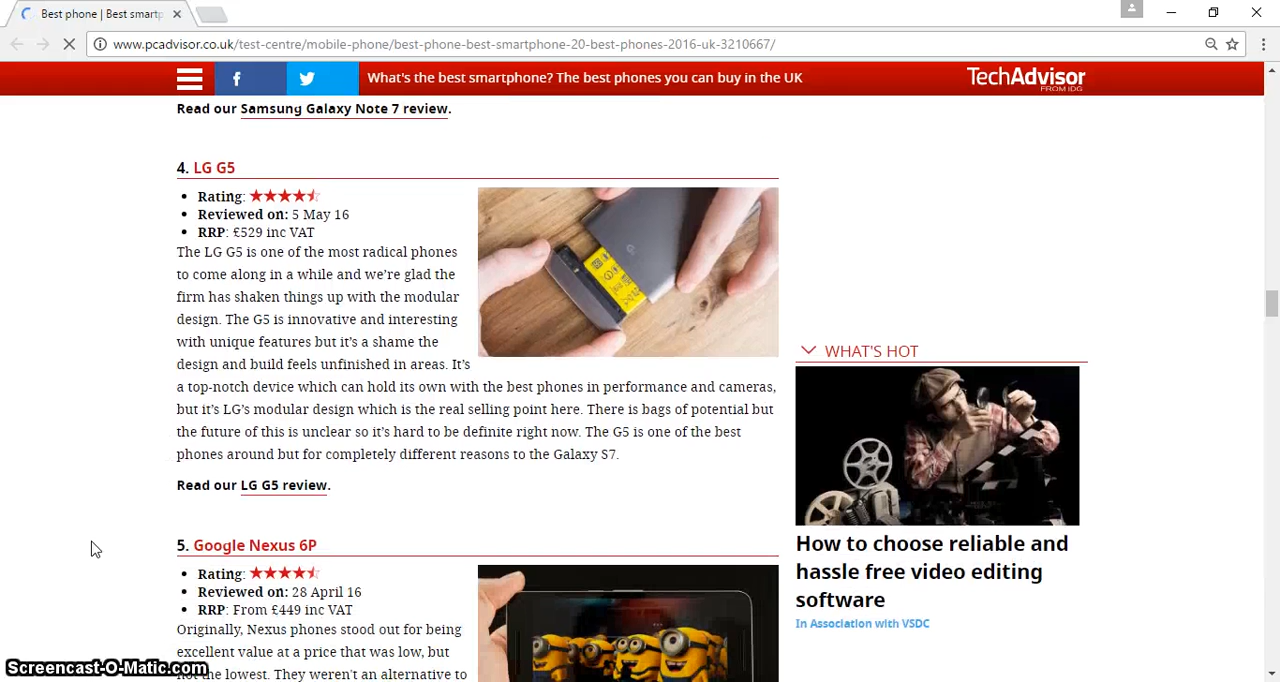 Best phone | Best smartp
www.pcadvisor.co.uk/test-centre/mobile-phone/best-phone-best-smartphone-20-best-phones-2016-uk-3210667/
f What's the best smartphone? The best phones you can buy in the UK TechAdvisor
FROM IDG
Read our Samsung Galaxy Note 7 review.
4. LG G5
• Rating:
• Reviewed on: 5 May 16
• RRP: £529 inc VAT
The LG G5 is one of the most radical phones
to come along in a while and we're glad the
firm has shaken things up with the modular
design. The G5 is innovative and interesting
with unique features but it's a shame the
design and build feels unfinished in areas. It's
a top-notch device which can hold its own with the best phones in performance and cameras,
but it's LG's modular design which is the real selling point here. There is bags of potential but
the future of this is unclear so it's hard to be definite right now. The G5 is one of the best
phones around but for completely different reasons to the Galaxy S7.
Read our LG G5 review.
5. Google Nexus 6P
• Rating:
• Reviewed on: 28 April 16
• RRP: From £449 inc VAT
Originally, Nexus phones stood out for being
excellent value at a price that was low, but
not the lowest. They weren't an alternative to
WHAT'S HOT
How to choose reliable and
hassle free video editing
software
In Association with VSDC
Screencast-O-Matic.com